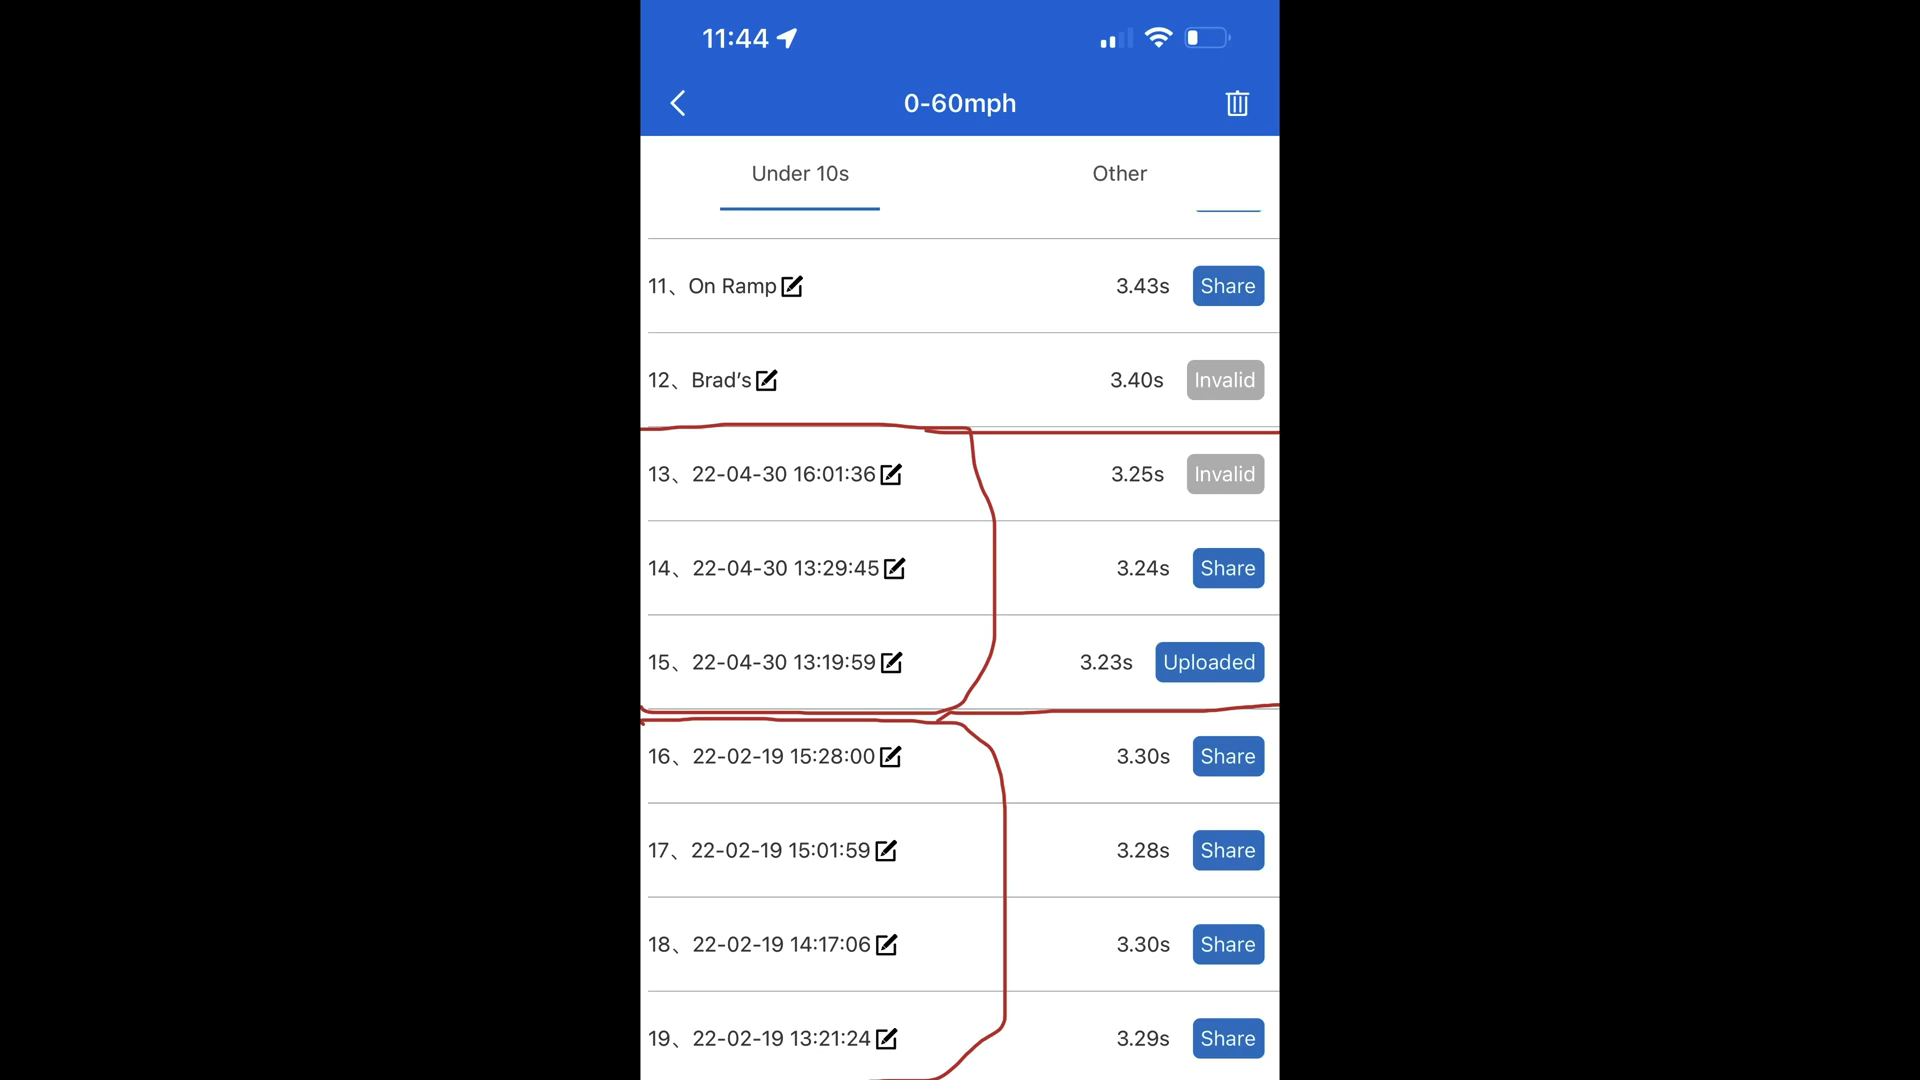 11:44
0-60mph
Under 10s Other
11、On Ramp 3.43s Share
12、Brad’s 3.40s Invalid
13、22-04-30 16:01:36 3.25s Invalid
14、22-04-30 13:29:45 3.24s Share
15、22-04-30 13:19:59 3.23s Uploaded
16、22-02-19 15:28:00 3.30s Share
17、22-02-19 15:01:59 3.28s Share
18、22-02-19 14:17:06 3.30s Share
19、22-02-19 13:21:24 3.29s Share